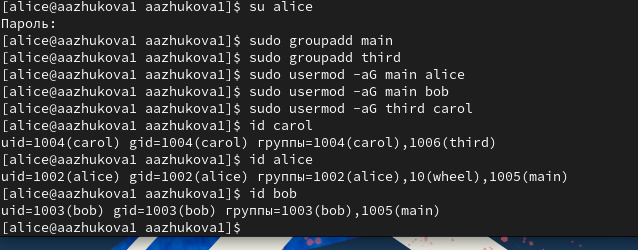 [alice@aazhukova1 aazhukova1]$ su alice
Пароль:
[alice@aazhukova1 aazhukova1]$ sudo groupadd main
[alice@aazhukova1 aazhukova1]$ sudo groupadd third
[alice@aazhukova1 aazhukova1]$ sudo usermod -aG main alice
[alice@aazhukova1 aazhukova1]$ sudo usermod -aG main bob
[alice@aazhukova1 aazhukova1]$ sudo usermod -aG third carol
[alice@aazhukova1 aazhukova1]$ id carol
uid=1004(carol) gid=1004(carol) группы=1004(carol),1006(third)
[alice@aazhukova1 aazhukova1]$ id alice
uid=1002(alice) gid=1002(alice) группы=1002(alice),10(wheel),1005(main)
[alice@aazhukova1 aazhukova1]$ id bob
uid=1003(bob) gid=1003(bob) группы=1003(bob),1005(main)
[alice@aazhukova1 aazhukova1]$